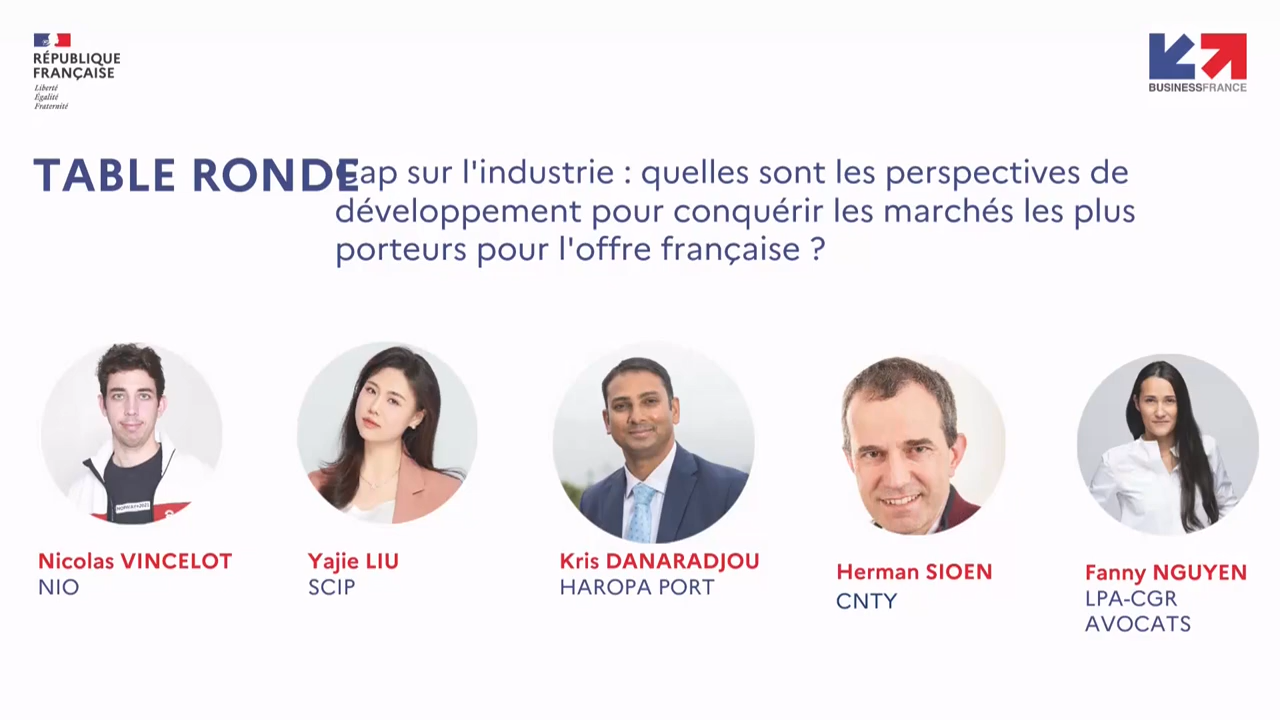 RÉPUBLIQUE
FRANÇAISE
Liberté
Égalité
Fraternité
BUSINESSFRANCE
TABLE RONDE
Cap sur l'industrie : quelles sont les perspectives de
développement pour conquérir les marchés les plus
porteurs pour l'offre française ?
Nicolas VINCELOT
NIO
Yajie LIU
SCIP
Kris DANARADJOU
HAROPA PORT
Herman SIOEN
CNTY
Fanny NGUYEN
LPA-CGR
AVOCATS